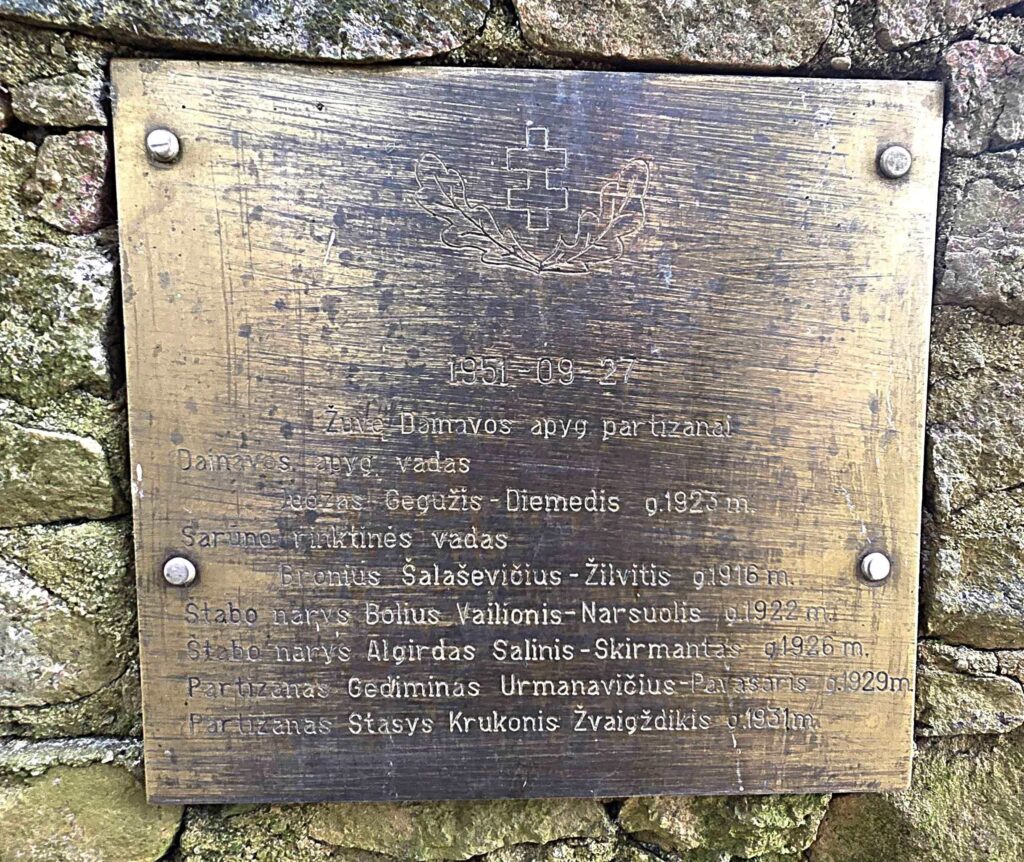 1951-09-27
Žuvę Dainavos apyg partizanai
Dainavos apyg. vadas
Juozas Gegužis-Diemedis g.1923 m.
Šarūno rinktinės vadas
Bronius Šalaševičius-Žilvitis g.1916 m.
Štabo narys Bolius Vailionis-Narsuolis g.1922 m.
Štabo narys Algirdas Salinis-Skirmantas g.1926 m.
Partizanas Gediminas Urmanavičius-Pavasaris g.1929m.
Partizanas Stasys Krukonis Žvaigždikis g.1931m.